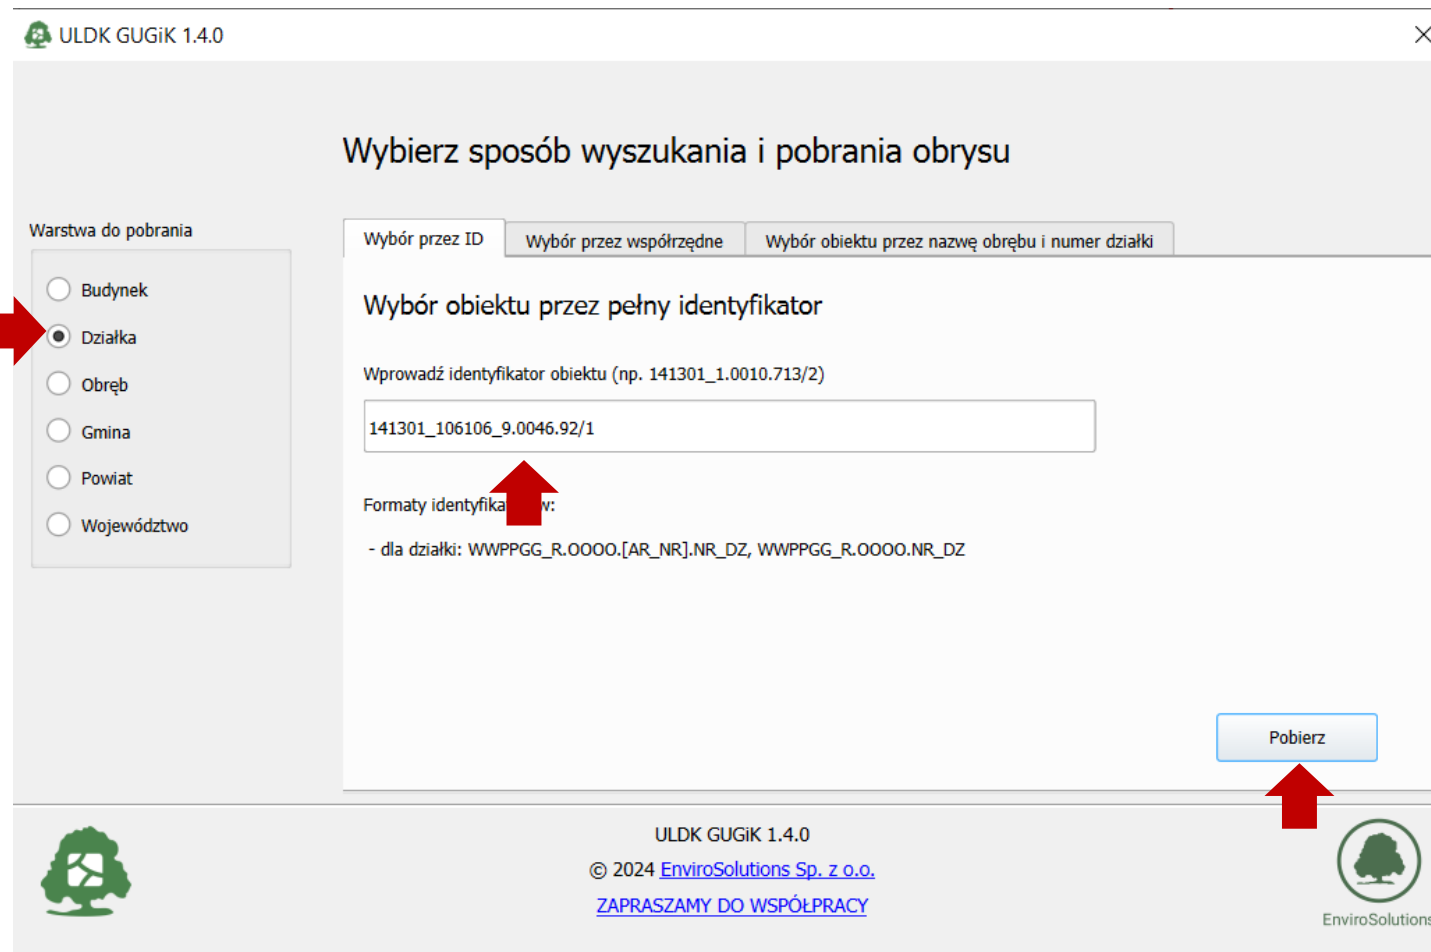 ULDK GUGiK 1.4.0
Wybierz sposób wyszukania i pobrania obrysu
Warstwa do pobrania
Budynek
Działka
Obręb
Gmina
Powiat
Województwo
Wybór przez ID
Wybór przez współrzędne
Wybór obiektu przez nazwę obrębu i numer działki
Wybór obiektu przez pełny identyfikator
Wprowadź identyfikator obiektu (np. 141301_1.0010.713/2)
141301_106106_9.0046.92/1
Formaty
- dla działki: WWPPGG_R.OOOO.[AR_NR].NR_DZ, WWPPGG_R.OOOO.NR_DZ
Pobierz
ULDK GUGiK 1.4.0
© 2024 EnviroSolutions Sp. z o.o.
ZAPRASZAMY DO WSPÓŁPRACY
EnviroSolutions